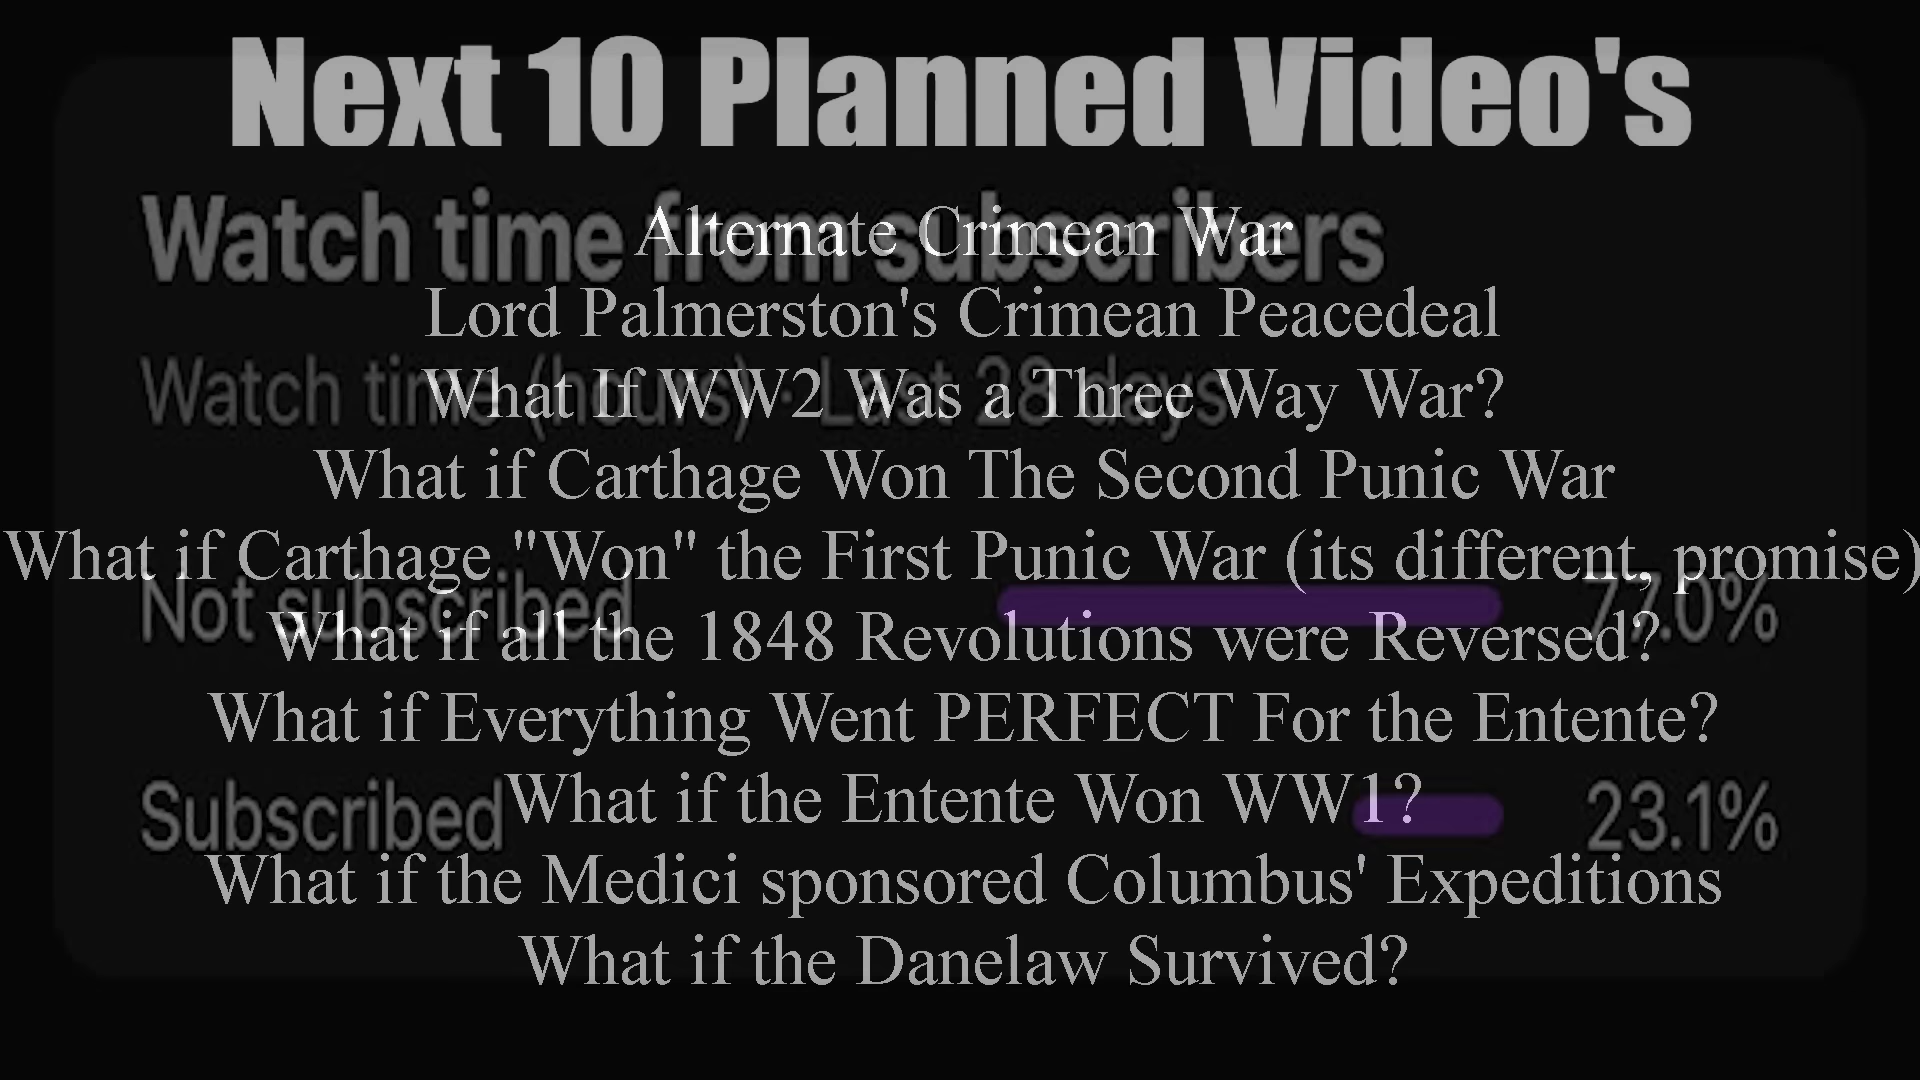 Next 10 Planned Video's
Watch time from subscribers
Alternate Crimean War
Lord Palmerston's Crimean Peacedeal
Watch time (hours) · Last 28 days
What If WW2 Was a Three Way War?
What if Carthage Won The Second Punic War
What if Carthage "Won" the First Punic War (its different, promise)
Not subscribed 77.0%
What if all the 1848 Revolutions were Reversed?
What if Everything Went PERFECT For the Entente?
What if the Entente Won WW1?
Subscribed 23.1%
What if the Medici sponsored Columbus' Expeditions
What if the Danelaw Survived?